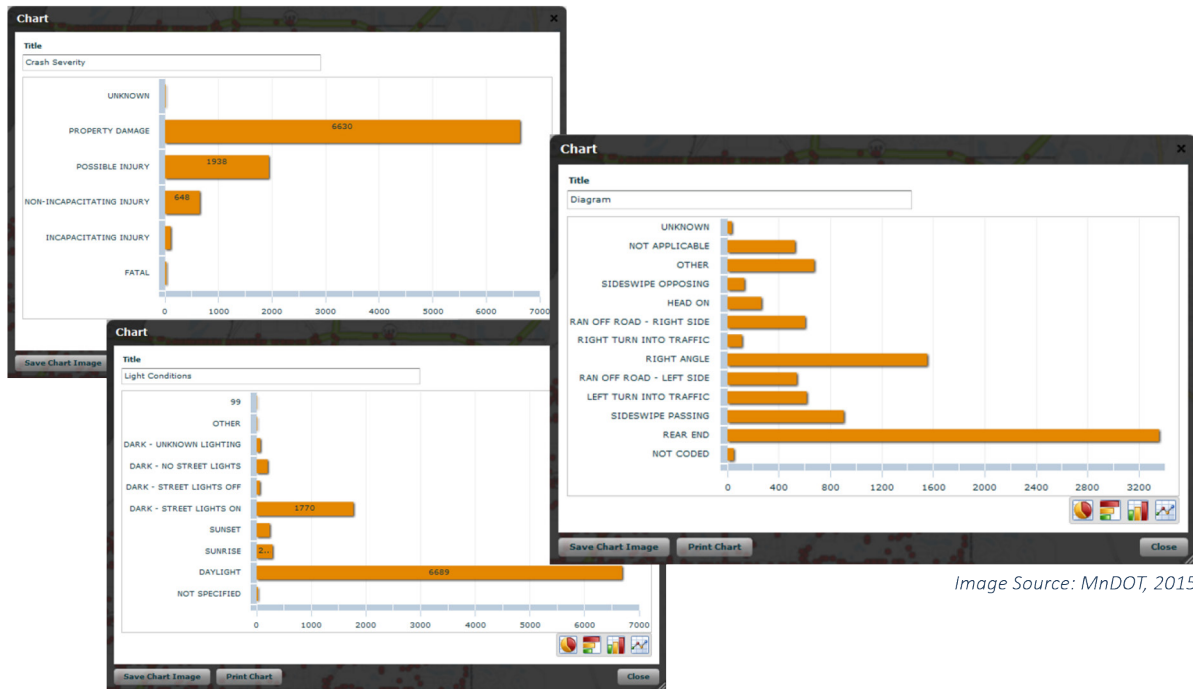 Chart
Title
Crash Severity
UNKNOWN
PROPERTY DAMAGE 6630
POSSIBLE INJURY 1938
NON-INCAPACITATING INJURY 648
INCAPACITATING INJURY
FATAL
0 1000 2000 3000 4000 5000 6000 7000
Save Chart Image
Chart
Title
Diagram
UNKNOWN
NOT APPLICABLE
OTHER
SIDESWIPE OPPOSING
HEAD ON
RAN OFF ROAD - RIGHT SIDE
RIGHT TURN INTO TRAFFIC
RIGHT ANGLE
RAN OFF ROAD - LEFT SIDE
LEFT TURN INTO TRAFFIC
SIDESWIPE PASSING
REAR END
NOT CODED
0 400 800 1200 1600 2000 2400 2800 3200
Save Chart Image Print Chart Close
Chart
Title
Light Conditions
99
OTHER
DARK - UNKNOWN LIGHTING
DARK - NO STREET LIGHTS
DARK - STREET LIGHTS OFF
DARK - STREET LIGHTS ON 1770
SUNSET
SUNRISE 2..
DAYLIGHT 6689
NOT SPECIFIED
0 1000 2000 3000 4000 5000 6000 7000
Save Chart Image Print Chart Close
Image Source: MnDOT, 2015